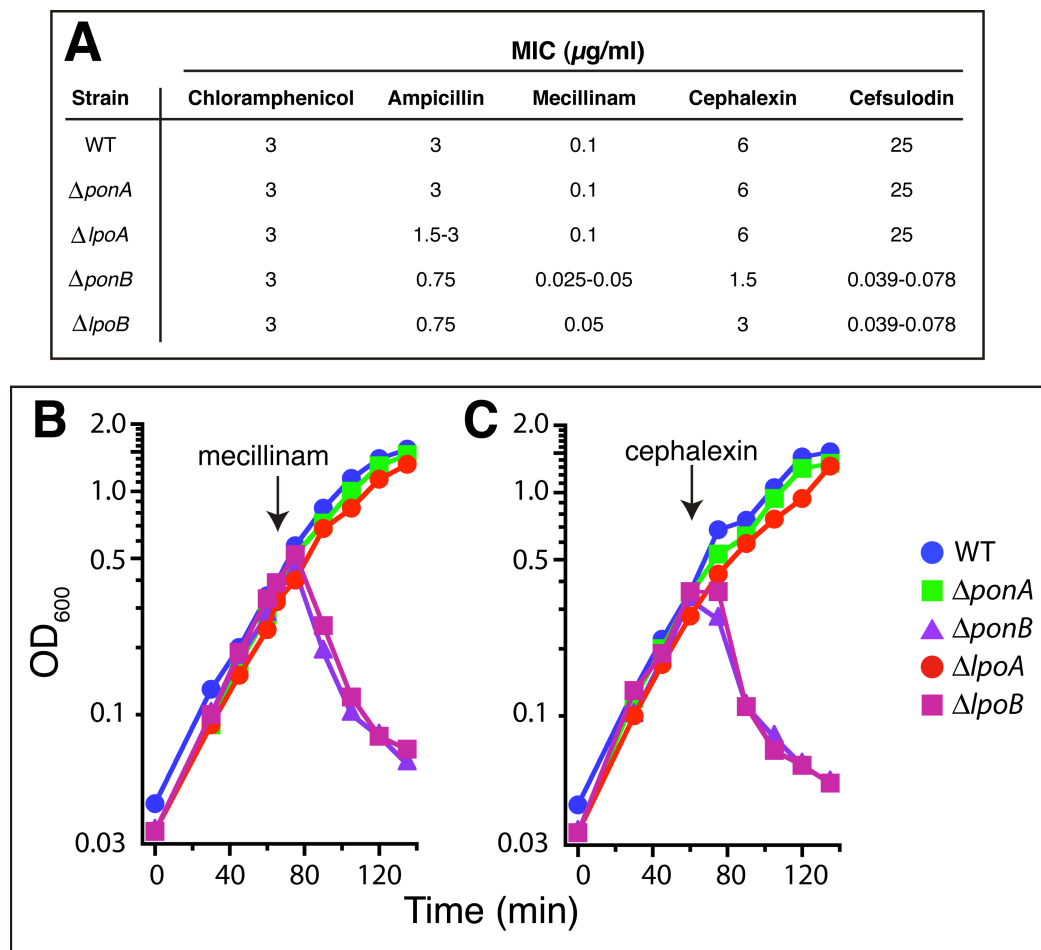 A
MIC (µg/ml)
Strain Chloramphenicol Ampicillin Mecillinam Cephalexin Cefsulodin
WT 3 3 0.1 6 25
ΔponA 3 3 0.1 6 25
ΔlpoA 3 1.5-3 0.1 6 25
ΔponB 3 0.75 0.025-0.05 1.5 0.039-0.078
ΔlpoB 3 0.75 0.05 3 0.039-0.078
B
mecillinam
2.0
1.0
0.5
0.1
0.03
OD600
0 40 80 120
C
cephalexin
2.0
1.0
0.5
0.1
0.03
0 40 80 120
Time (min)
WT
ΔponA
ΔponB
ΔlpoA
ΔlpoB